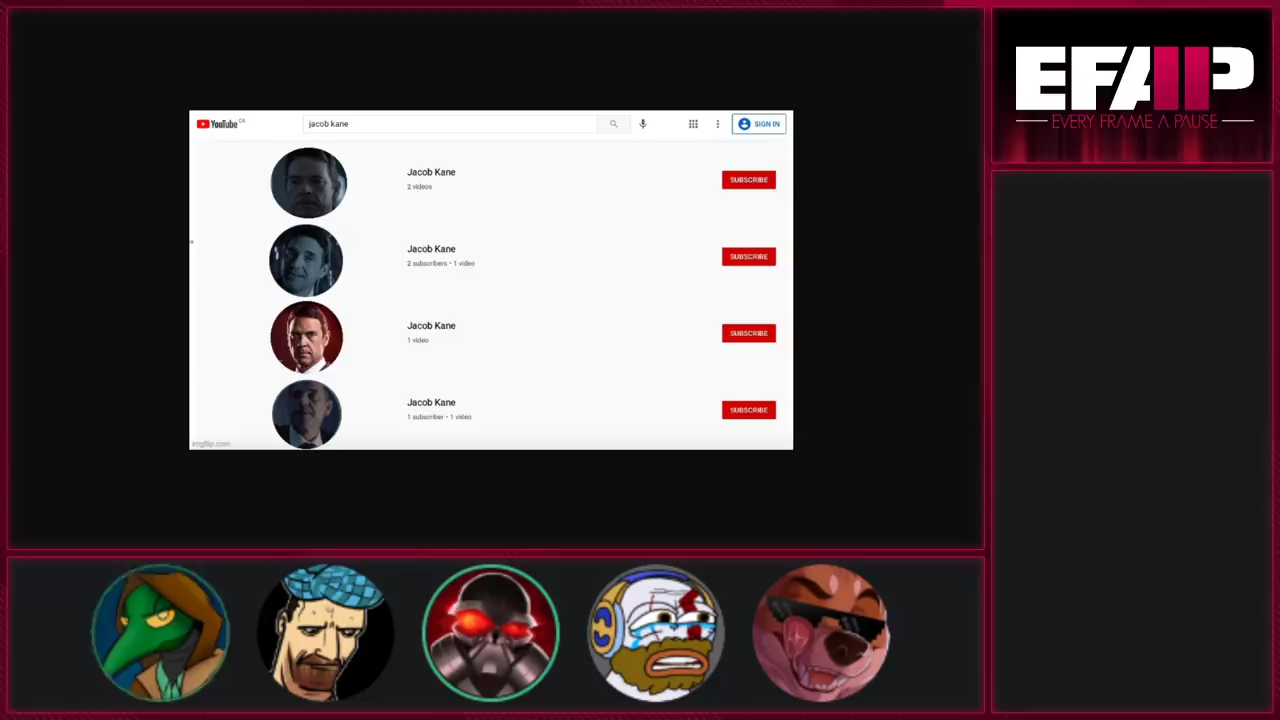 YouTube CA
jacob kane
SIGN IN
EFAP
EVERY FRAME A PAUSE
Jacob Kane
2 videos
SUBSCRIBE
Jacob Kane
2 subscribers • 1 video
SUBSCRIBE
Jacob Kane
1 video
SUBSCRIBE
Jacob Kane
1 subscriber • 1 video
SUBSCRIBE
imgflip.com